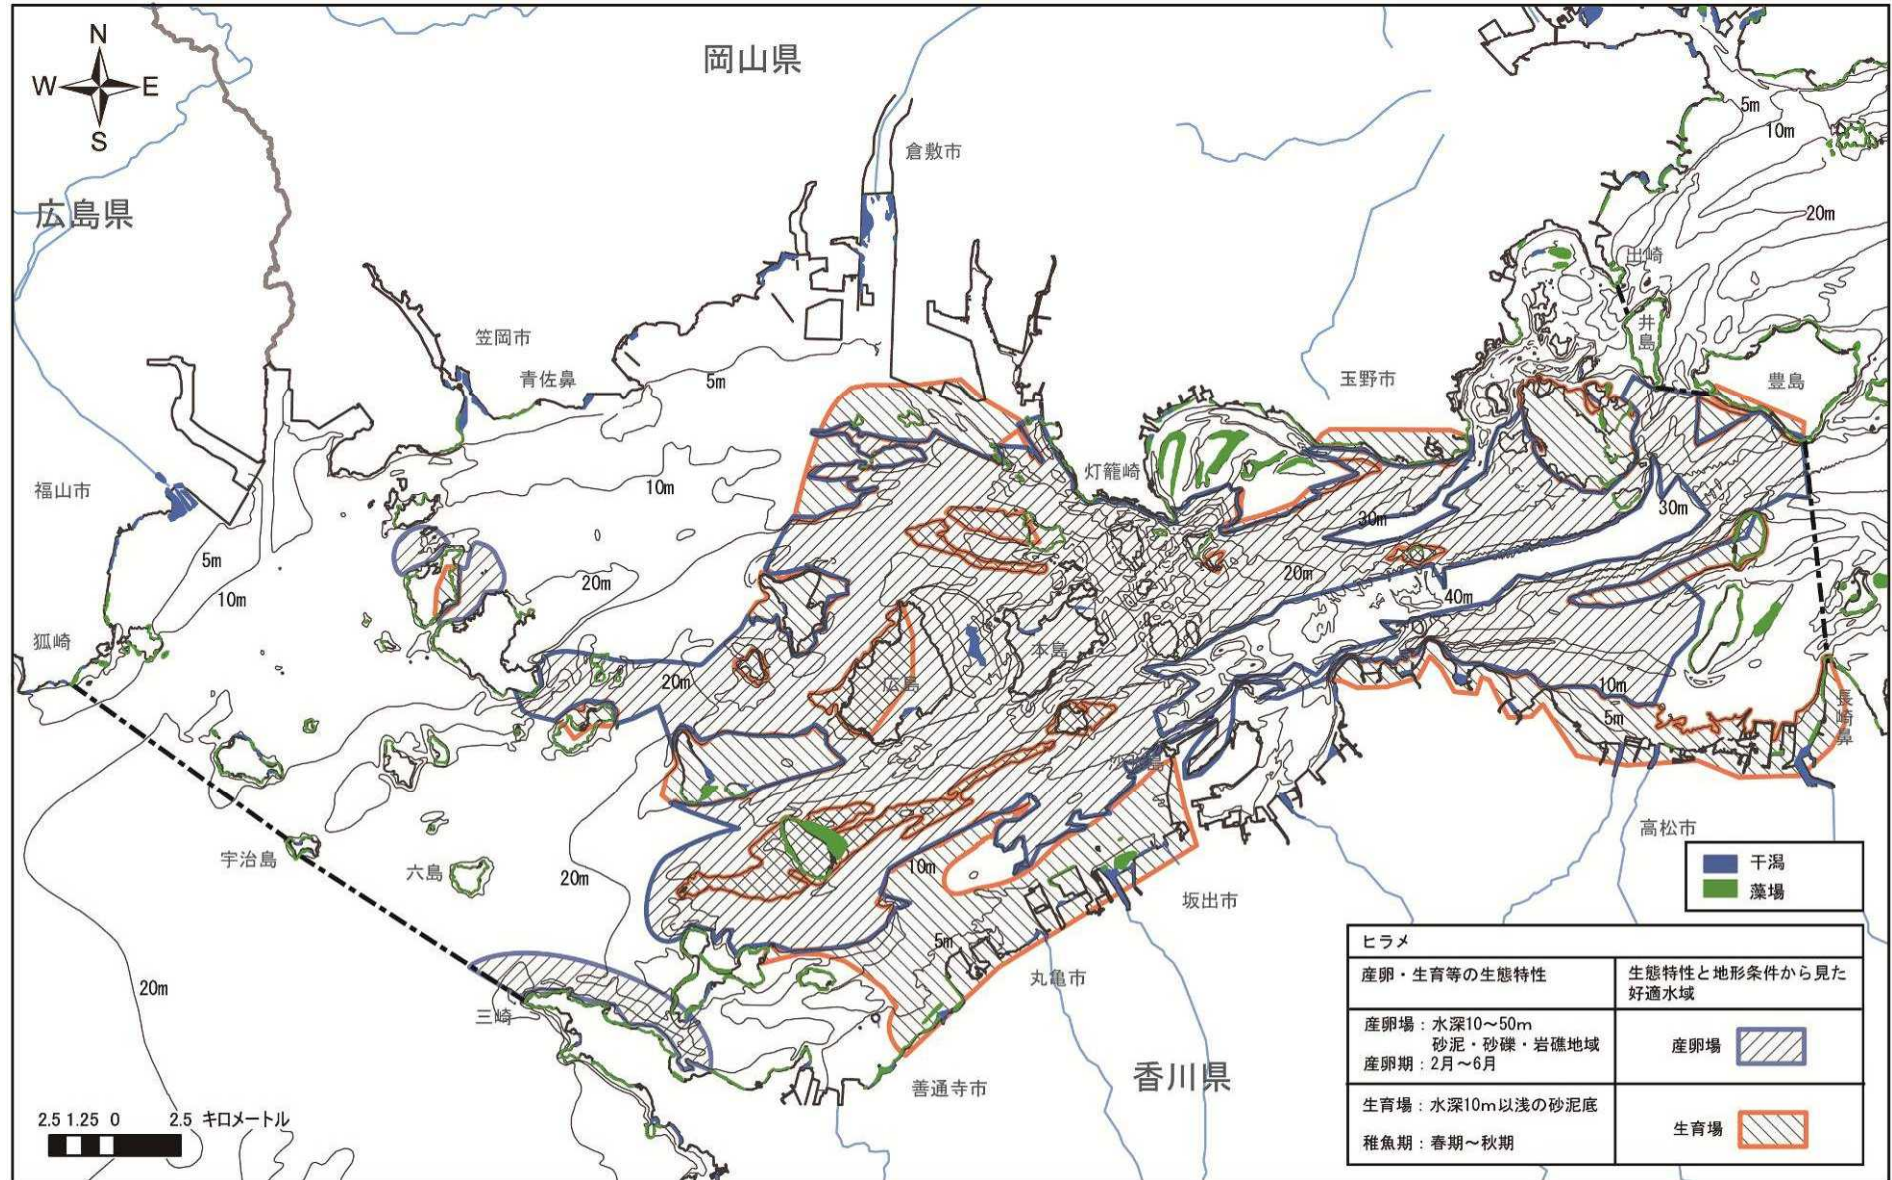 N
W E
S
岡山県
広島県
倉敷市
5m
10m
20m
出崎
井島
豊島
笠岡市
青佐鼻
5m
玉野市
灯籠崎
福山市
10m
30m
30m
5m
10m
20m
20m
40m
狐崎
本島
広島
20m
10m
5m
長崎鼻
高松市
宇治島
六島
20m
10m
坂出市
5m
丸亀市
20m
三崎
善通寺市
香川県
2.5 1.25 0 2.5 キロメートル
干潟
藻場
ヒラメ
産卵・生育等の生態特性
生態特性と地形条件から見た
好適水域
産卵場：水深10～50m
砂泥・砂礫・岩礁地域
産卵期：2月～6月
産卵場
生育場：水深10m以浅の砂泥底
稚魚期：春期～秋期
生育場